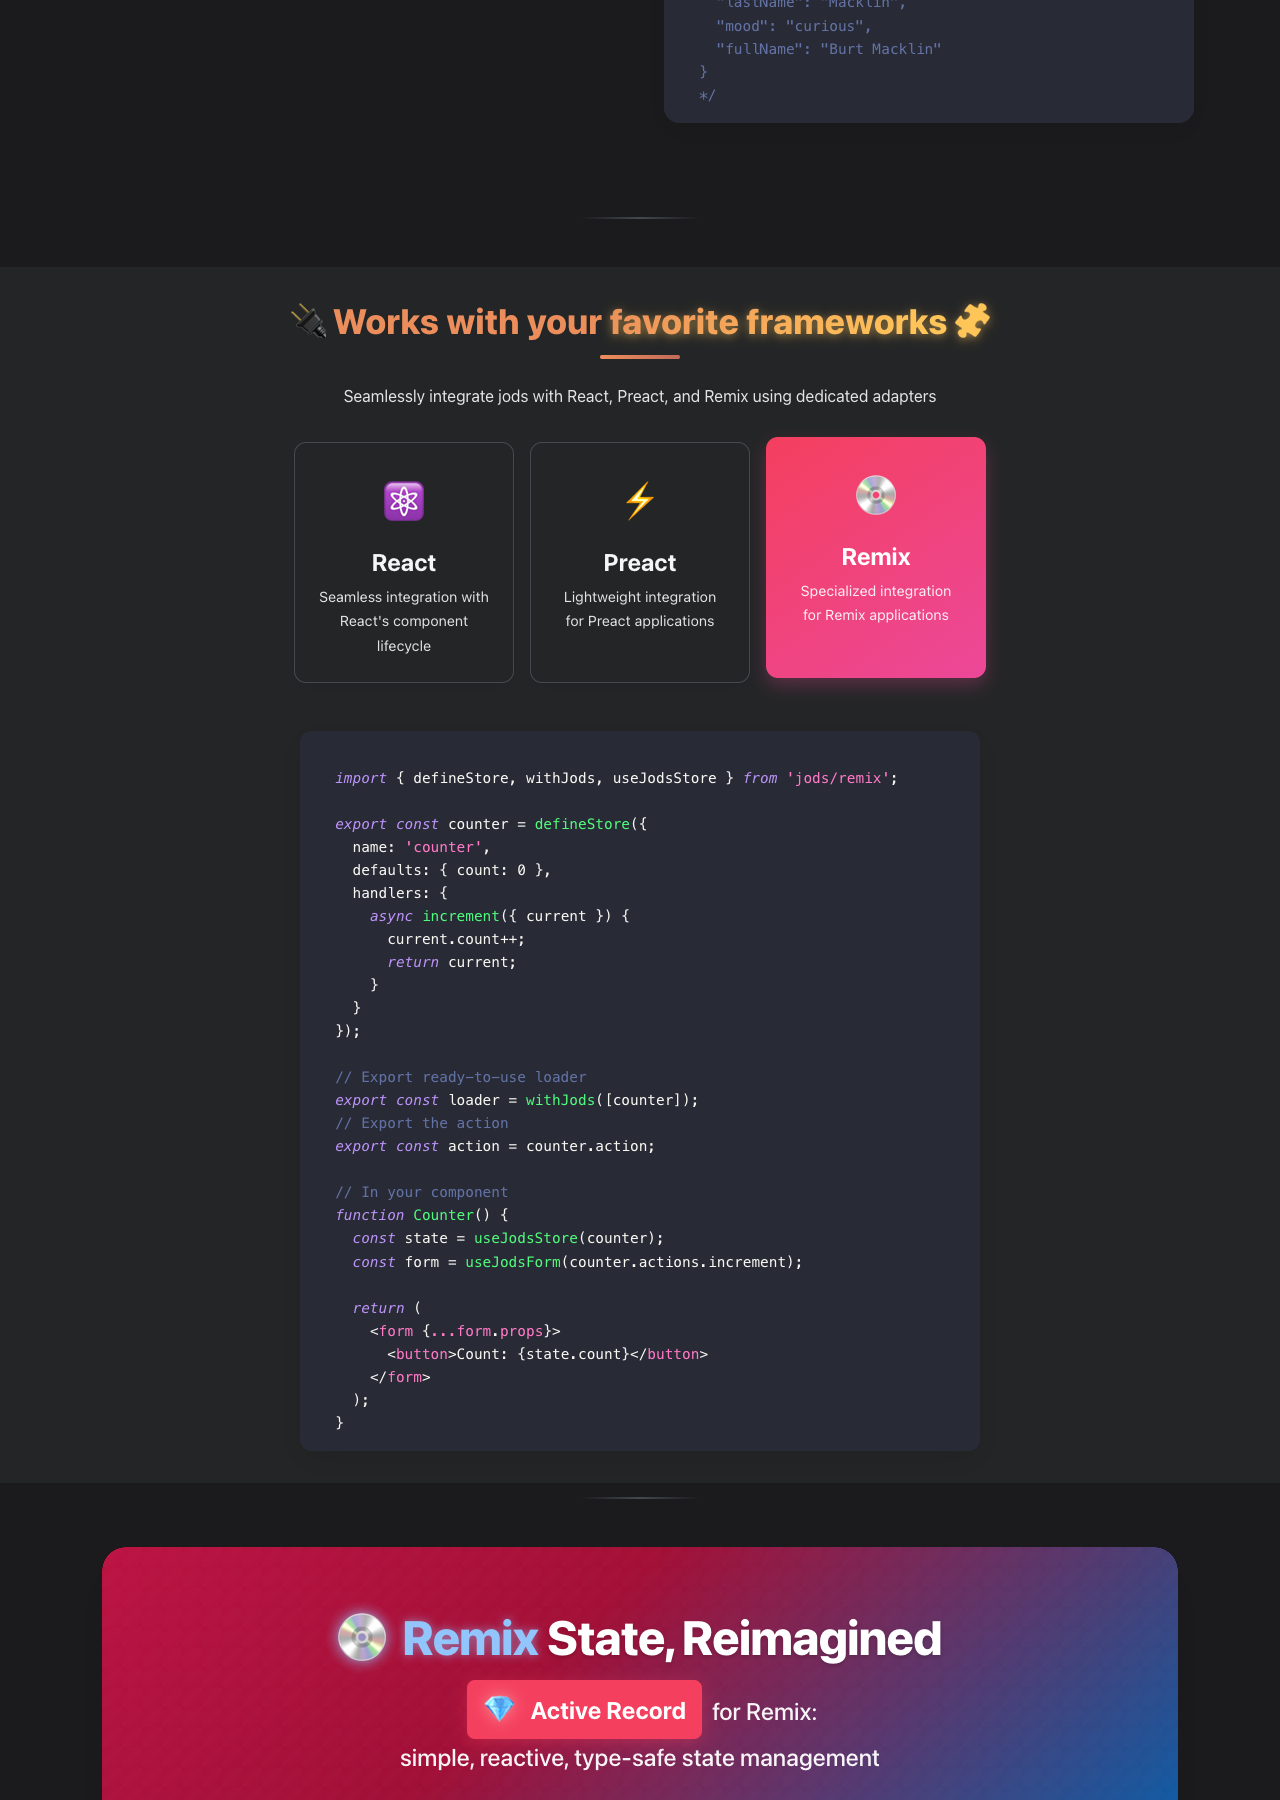 "lastName": "Macklin",
"mood": "curious",
"fullName": "Burt Macklin"
}
*/
Works with your favorite frameworks
Seamlessly integrate jods with React, Preact, and Remix using dedicated adapters
React
Seamless integration with
React's component
lifecycle
Preact
Lightweight integration
for Preact applications
Remix
Specialized integration
for Remix applications
import { defineStore, withJods, useJodsStore } from 'jods/remix';
export const counter = defineStore({
  name: 'counter',
  defaults: { count: 0 },
  handlers: {
    async increment({ current }) {
      current.count++;
      return current;
    }
  }
});
// Export ready-to-use loader
export const loader = withJods([counter]);
// Export the action
export const action = counter.action;
// In your component
function Counter() {
  const state = useJodsStore(counter);
  const form = useJodsForm(counter.actions.increment);
  return (
    <form {...form.props}>
      <button>Count: {state.count}</button>
    </form>
  );
}
Remix State, Reimagined
Active Record for Remix:
simple, reactive, type-safe state management